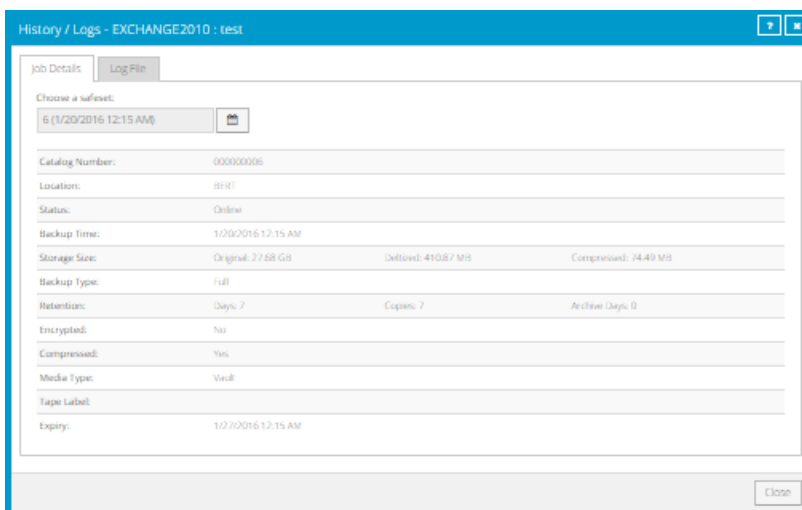 History / Logs - EXCHANGE2010 : test
? x
Job Details Log File
Choose a safeset:
6 (1/20/2016 12:15 AM)
Catalog Number: 000000006
Location: BERT
Status: Online
Backup Time: 1/20/2016 12:15 AM
Storage Size: Original: 27.68 GB Deltized: 410.87 MB Compressed: 74.49 MB
Backup Type: Full
Retention: Days: 7 Copies: 7 Archive Days: 0
Encrypted: No
Compressed: Yes
Media Type: Vault
Tape Label:
Expiry: 1/27/2016 12:15 AM
Close